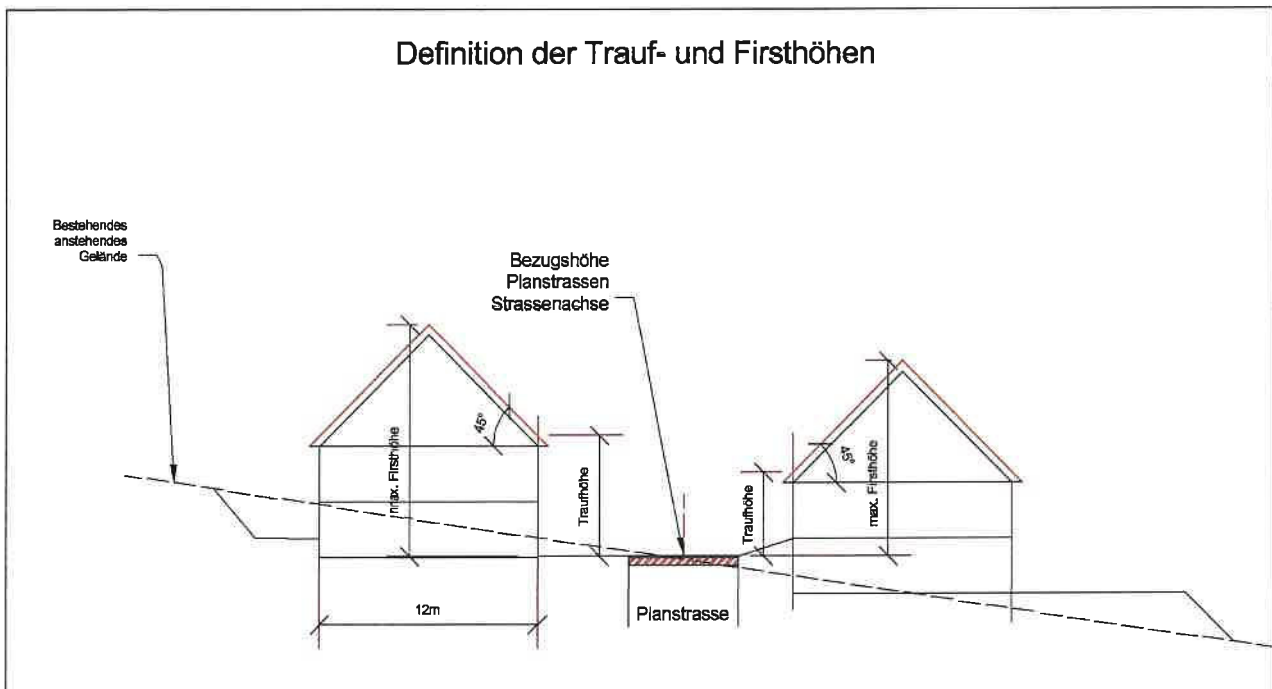 Definition der Trauf- und Firsthöhen
Bestehendes
anstehendes
Gelände
Bezugshöhe
Planstrassen
Strassenachse
45°
max. Firsthöhe
Traufhöhe
12m
Planstrasse
Traufhöhe
45°
max. Firsthöhe